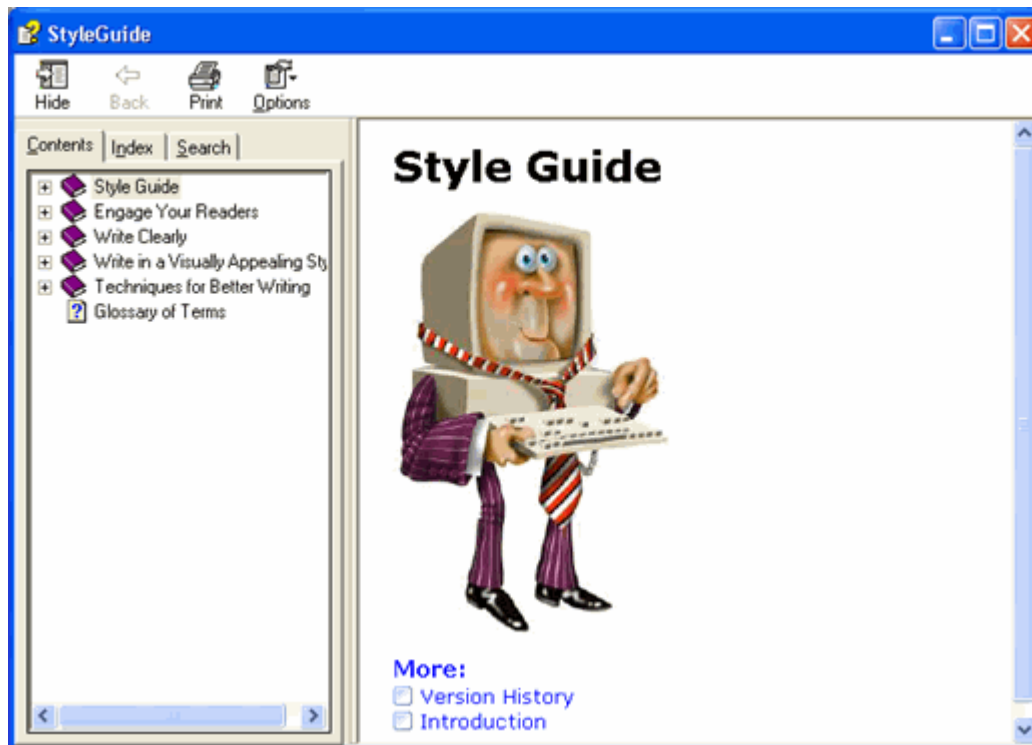 StyleGuide
Hide Back Print Options
Contents Index Search
Style Guide
Engage Your Readers
Write Clearly
Write in a Visually Appealing Sty
Techniques for Better Writing
Glossary of Terms
Style Guide
More:
Version History
Introduction